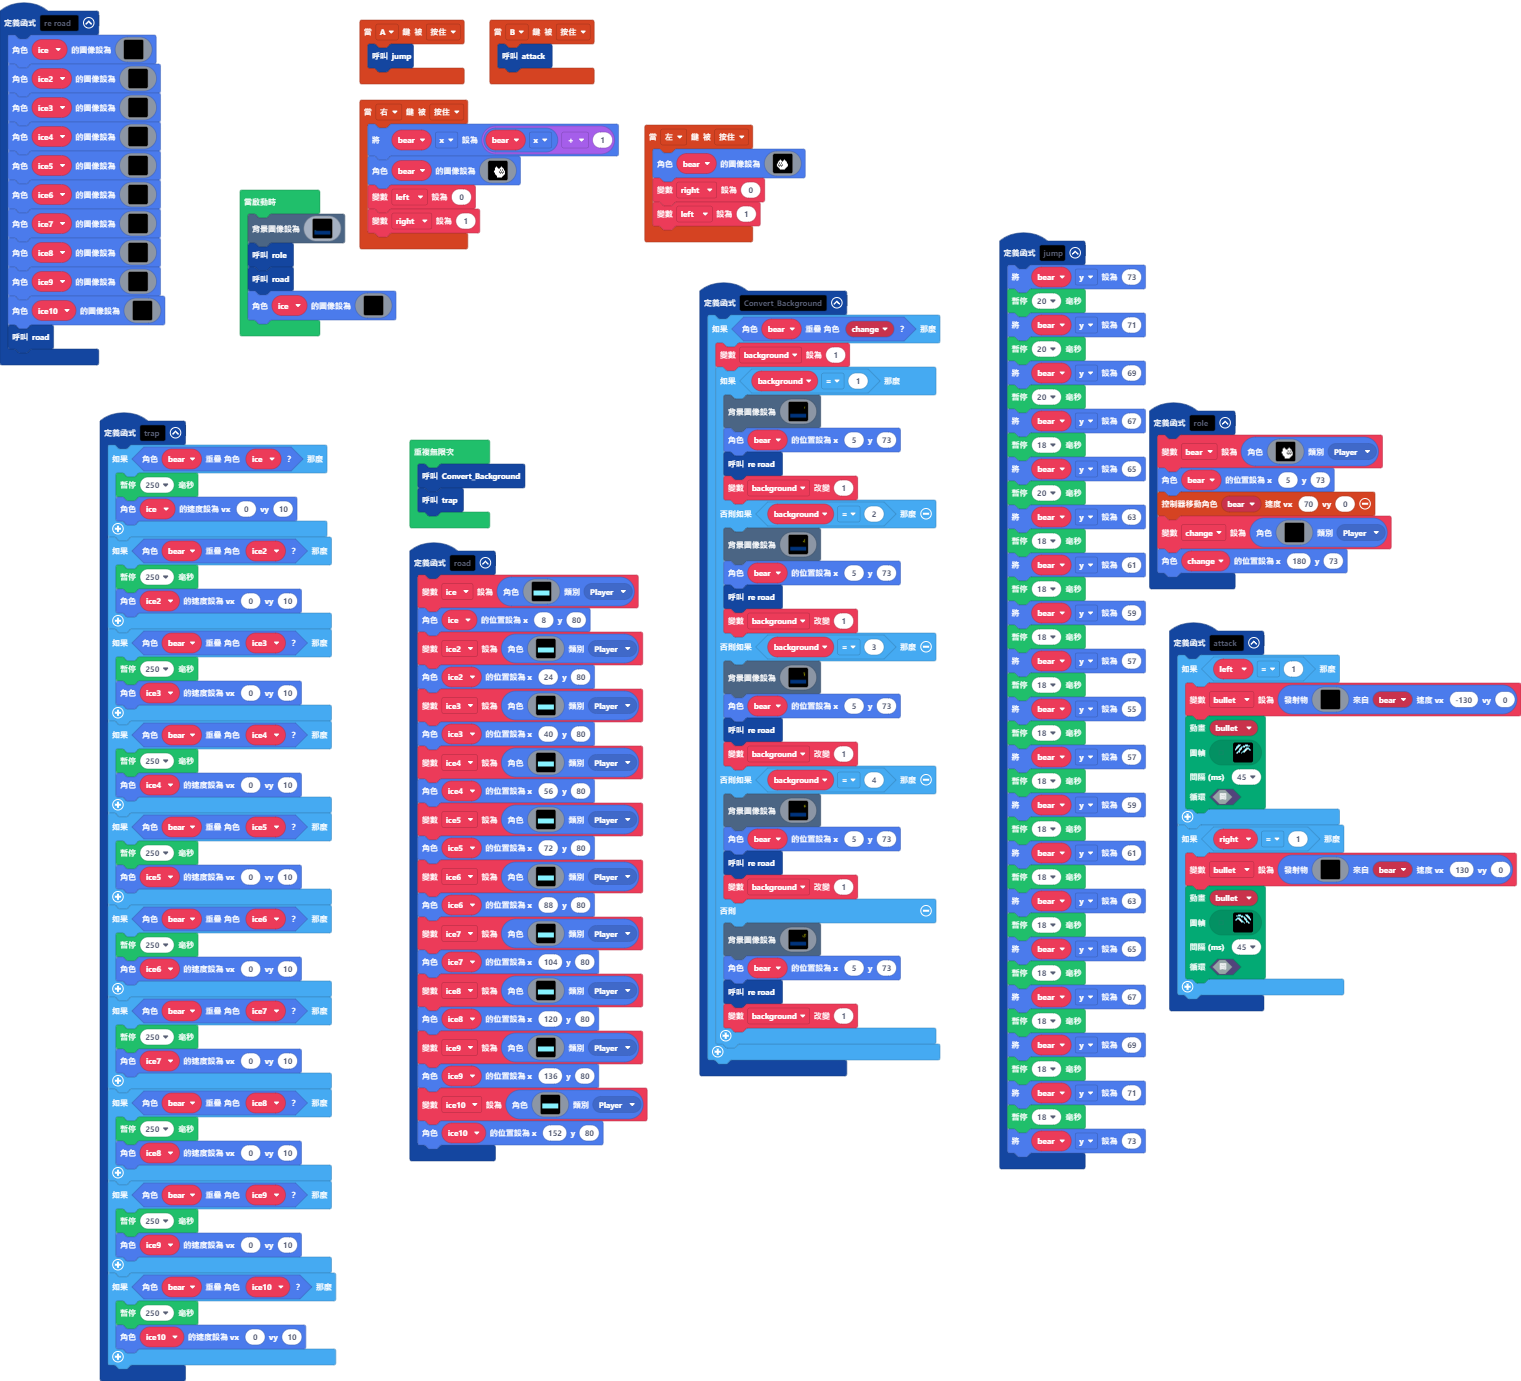 定義函式 re road
角色 ice 的圖像設為
角色 ice2 的圖像設為
角色 ice3 的圖像設為
角色 ice4 的圖像設為
角色 ice5 的圖像設為
角色 ice6 的圖像設為
角色 ice7 的圖像設為
角色 ice8 的圖像設為
角色 ice9 的圖像設為
角色 ice10 的圖像設為
呼叫 road
當 A 鍵 被 按住
呼叫 jump
當 B 鍵 被 按住
呼叫 attack
當 右 鍵 被 按住
將 bear x 設為 bear x + 1
角色 bear 的圖像設為
變數 left 設為 0
變數 right 設為 1
當 左 鍵 被 按住
角色 bear 的圖像設為
變數 right 設為 0
變數 left 設為 1
當啟動時
背景圖像設為
呼叫 role
呼叫 road
角色 ice 的圖像設為
定義函式 trap
如果 角色 bear 重疊 角色 ice ? 那麼
暫停 250 毫秒
角色 ice 的速度設為 vx 0 vy 10
如果 角色 bear 重疊 角色 ice2 ? 那麼
暫停 250 毫秒
角色 ice2 的速度設為 vx 0 vy 10
如果 角色 bear 重疊 角色 ice3 ? 那麼
暫停 250 毫秒
角色 ice3 的速度設為 vx 0 vy 10
如果 角色 bear 重疊 角色 ice4 ? 那麼
暫停 250 毫秒
角色 ice4 的速度設為 vx 0 vy 10
如果 角色 bear 重疊 角色 ice5 ? 那麼
暫停 250 毫秒
角色 ice5 的速度設為 vx 0 vy 10
如果 角色 bear 重疊 角色 ice6 ? 那麼
暫停 250 毫秒
角色 ice6 的速度設為 vx 0 vy 10
如果 角色 bear 重疊 角色 ice7 ? 那麼
暫停 250 毫秒
角色 ice7 的速度設為 vx 0 vy 10
如果 角色 bear 重疊 角色 ice8 ? 那麼
暫停 250 毫秒
角色 ice8 的速度設為 vx 0 vy 10
如果 角色 bear 重疊 角色 ice9 ? 那麼
暫停 250 毫秒
角色 ice9 的速度設為 vx 0 vy 10
如果 角色 bear 重疊 角色 ice10 ? 那麼
暫停 250 毫秒
角色 ice10 的速度設為 vx 0 vy 10
重複無限次
呼叫 Convert_Background
呼叫 trap
定義函式 road
變數 ice 設為 角色 類別 Player
角色 ice 的位置設為 x 8 y 80
變數 ice2 設為 角色 類別 Player
角色 ice2 的位置設為 x 24 y 80
變數 ice3 設為 角色 類別 Player
角色 ice3 的位置設為 x 40 y 80
變數 ice4 設為 角色 類別 Player
角色 ice4 的位置設為 x 56 y 80
變數 ice5 設為 角色 類別 Player
角色 ice5 的位置設為 x 72 y 80
變數 ice6 設為 角色 類別 Player
角色 ice6 的位置設為 x 88 y 80
變數 ice7 設為 角色 類別 Player
角色 ice7 的位置設為 x 104 y 80
變數 ice8 設為 角色 類別 Player
角色 ice8 的位置設為 x 120 y 80
變數 ice9 設為 角色 類別 Player
角色 ice9 的位置設為 x 136 y 80
變數 ice10 設為 角色 類別 Player
角色 ice10 的位置設為 x 152 y 80
定義函式 Convert Background
如果 角色 bear 重疊 角色 change ? 那麼
變數 background 設為 1
如果 background = 1 那麼
背景圖像設為
角色 bear 的位置設為 x 5 y 73
呼叫 re road
變數 background 改變 1
否則如果 background = 2 那麼
背景圖像設為
角色 bear 的位置設為 x 5 y 73
呼叫 re road
變數 background 改變 1
否則如果 background = 3 那麼
背景圖像設為
角色 bear 的位置設為 x 5 y 73
呼叫 re road
變數 background 改變 1
否則如果 background = 4 那麼
背景圖像設為
角色 bear 的位置設為 x 5 y 73
呼叫 re road
變數 background 改變 1
否則
背景圖像設為
角色 bear 的位置設為 x 5 y 73
呼叫 re road
變數 background 改變 1
定義函式 jump
將 bear y 設為 73
暫停 20 毫秒
將 bear y 設為 71
暫停 20 毫秒
將 bear y 設為 69
暫停 20 毫秒
將 bear y 設為 67
暫停 18 毫秒
將 bear y 設為 65
暫停 20 毫秒
將 bear y 設為 63
暫停 18 毫秒
將 bear y 設為 61
暫停 18 毫秒
將 bear y 設為 59
暫停 18 毫秒
將 bear y 設為 57
暫停 18 毫秒
將 bear y 設為 55
暫停 18 毫秒
將 bear y 設為 57
暫停 18 毫秒
將 bear y 設為 59
暫停 18 毫秒
將 bear y 設為 61
暫停 18 毫秒
將 bear y 設為 63
暫停 18 毫秒
將 bear y 設為 65
暫停 18 毫秒
將 bear y 設為 67
暫停 18 毫秒
將 bear y 設為 69
暫停 18 毫秒
將 bear y 設為 71
暫停 18 毫秒
將 bear y 設為 73
定義函式 role
變數 bear 設為 角色 類別 Player
角色 bear 的位置設為 x 5 y 73
控制器移動角色 bear 速度 vx 70 vy 0
變數 change 設為 角色 類別 Player
角色 change 的位置設為 x 180 y 73
定義函式 attack
如果 left = 1 那麼
變數 bullet 設為 發射物 來自 bear 速度 vx -130 vy 0
動畫 bullet
圖幀
間隔 (ms) 45
循環 關
如果 right = 1 那麼
變數 bullet 設為 發射物 來自 bear 速度 vx 130 vy 0
動畫 bullet
圖幀
間隔 (ms) 45
循環 關